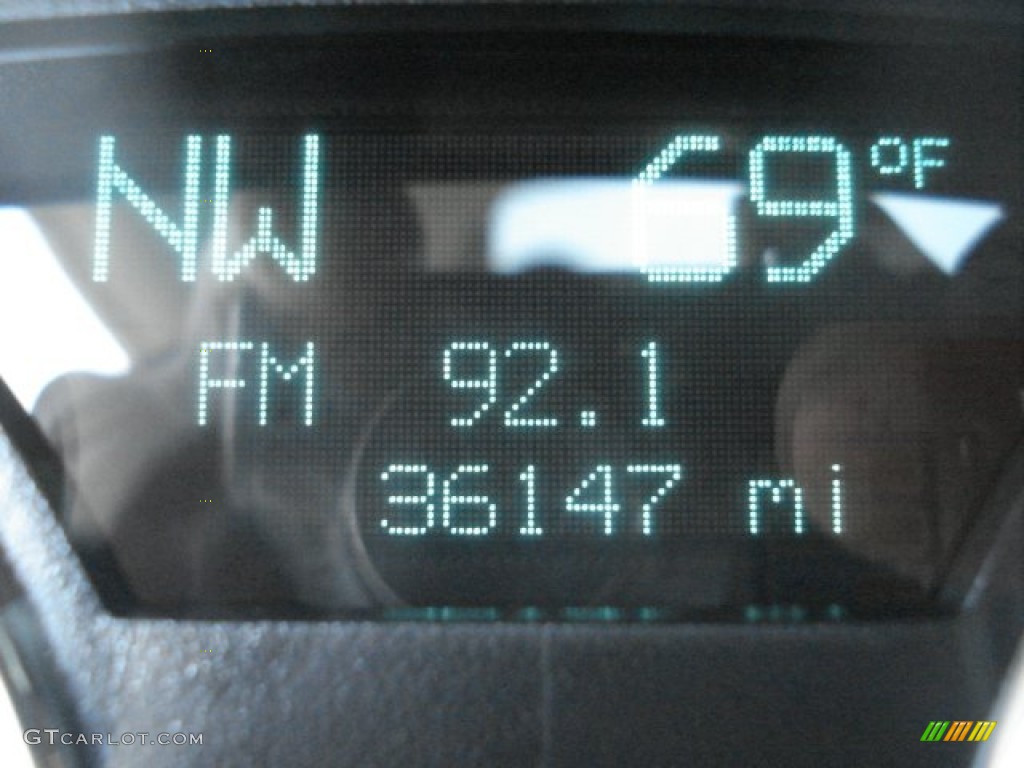 NW 69°F
FM 92.1
36147 mi
GTCARLOT.COM